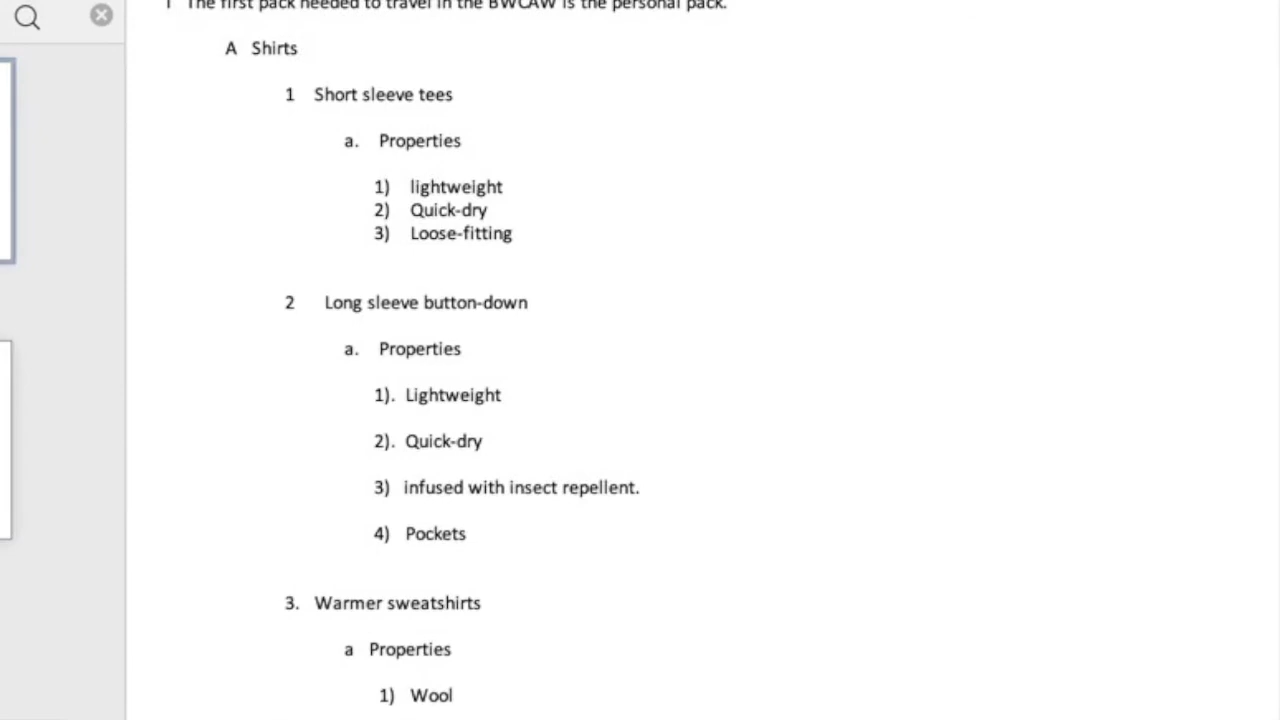 I The first pack needed to travel in the BWCAW is the personal pack.
A Shirts
1 Short sleeve tees
a. Properties
1) lightweight
2) Quick-dry
3) Loose-fitting
2 Long sleeve button-down
a. Properties
1). Lightweight
2). Quick-dry
3) infused with insect repellent.
4) Pockets
3. Warmer sweatshirts
a Properties
1) Wool